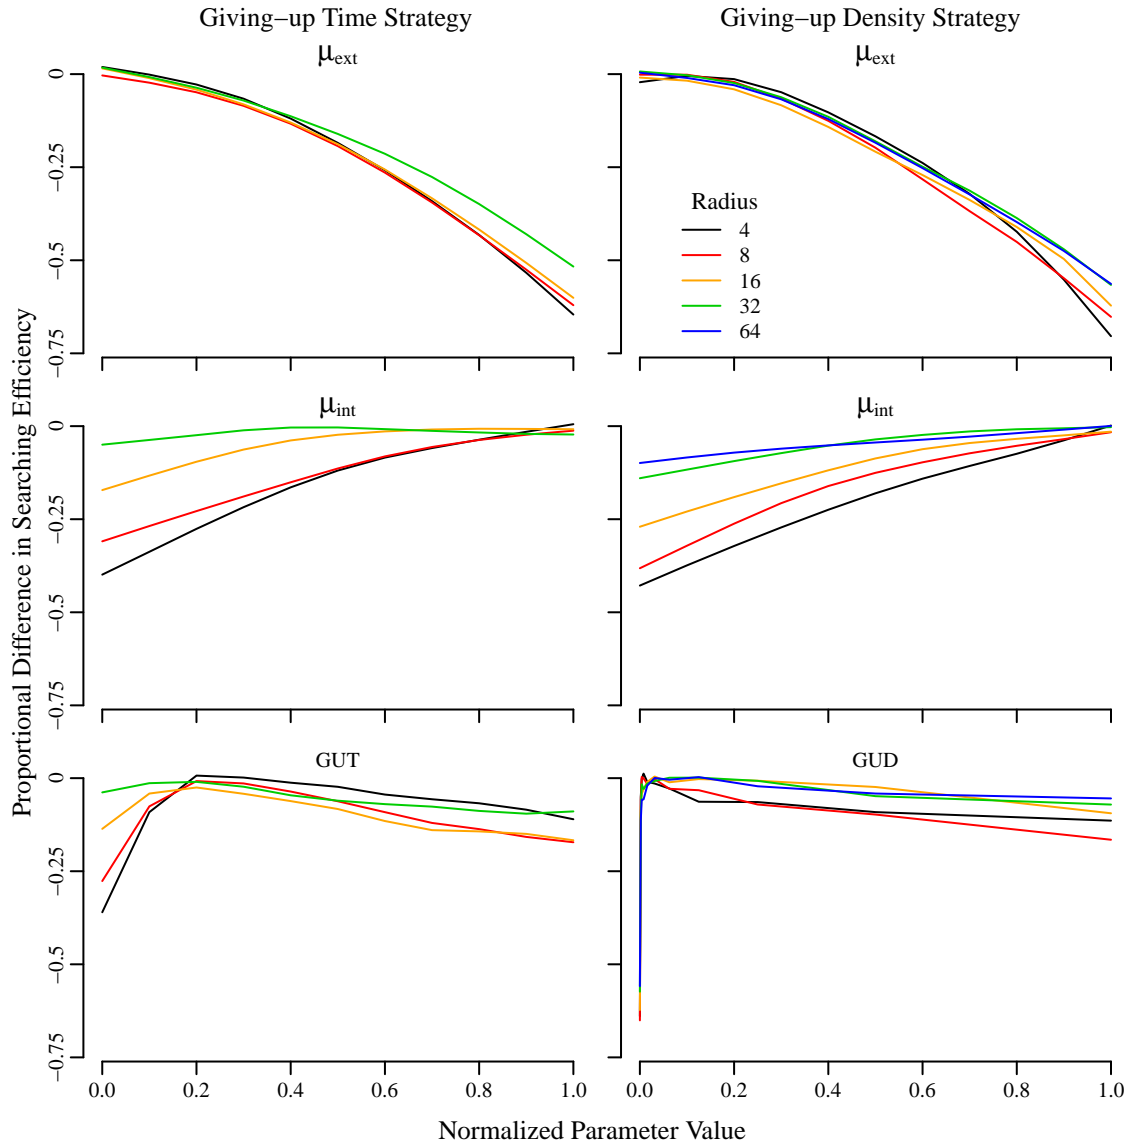 Giving−up Time Strategy
Giving−up Density Strategy
μext
μext
0
−0.25
−0.5
−0.75
Radius
4
8
16
32
64
μint
μint
0
−0.25
−0.5
−0.75
GUT
GUD
0
−0.25
−0.5
−0.75
0.0 0.2 0.4 0.6 0.8 1.0
0.0 0.2 0.4 0.6 0.8 1.0
Proportional Difference in Searching Efficiency
Normalized Parameter Value